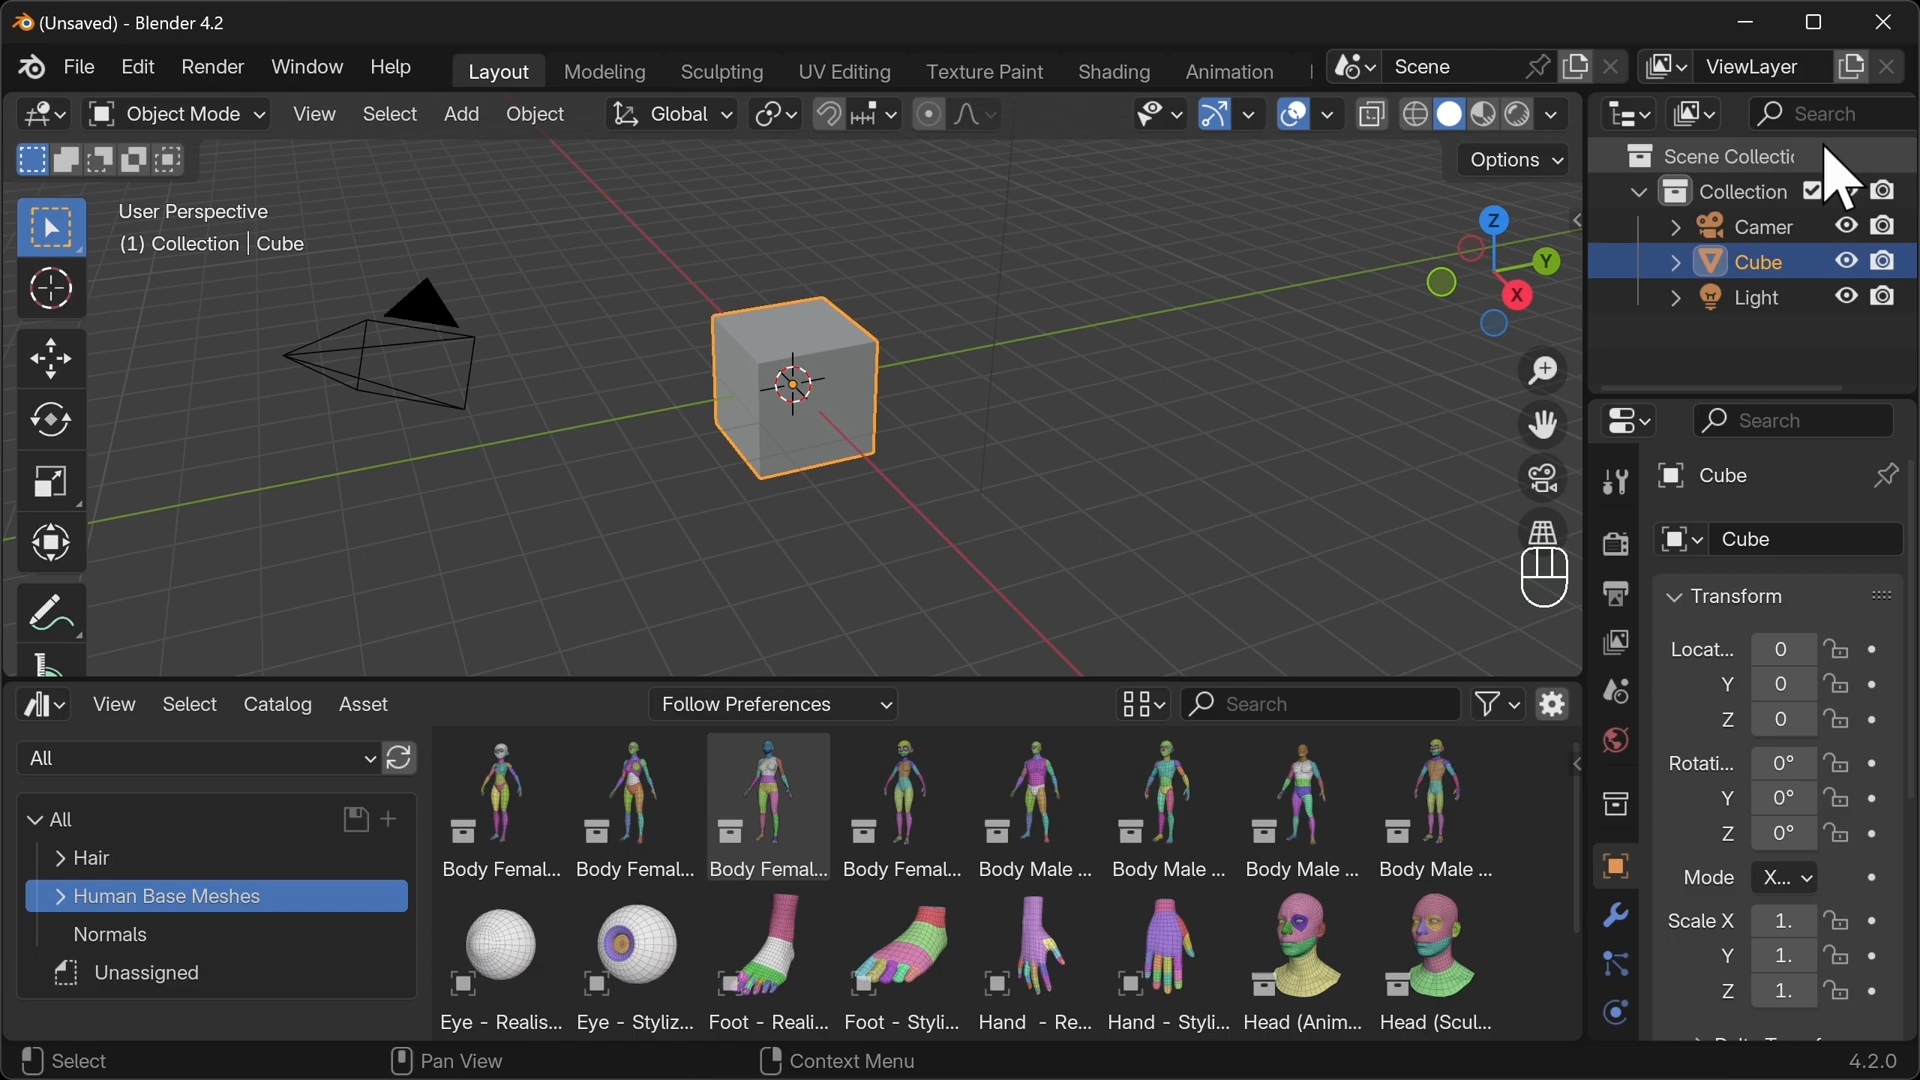 (Unsaved) - Blender 4.2
File Edit Render Window Help
Layout Modeling Sculpting UV Editing Texture Paint Shading Animation
Scene
ViewLayer
Object Mode View Select Add Object
Global
Search
Options
User Perspective
(1) Collection | Cube
Z
Y
X
Scene Collectic
Collection
Camer
Cube
Light
Search
Cube
Cube
Transform
Locat... 0
Y 0
Z 0
Rotati... 0°
Y 0°
Z 0°
Mode X...
Scale X 1.
Y 1.
Z 1.
View Select Catalog Asset
Follow Preferences
Search
All
All
Hair
Human Base Meshes
Normals
Unassigned
Body Femal... Body Femal... Body Femal... Body Femal... Body Male ... Body Male ... Body Male ... Body Male ...
Eye - Realis... Eye - Styliz... Foot - Reali... Foot - Styli... Hand - Re... Hand - Styli... Head (Anim... Head (Scul...
Select
Pan View
Context Menu
4.2.0